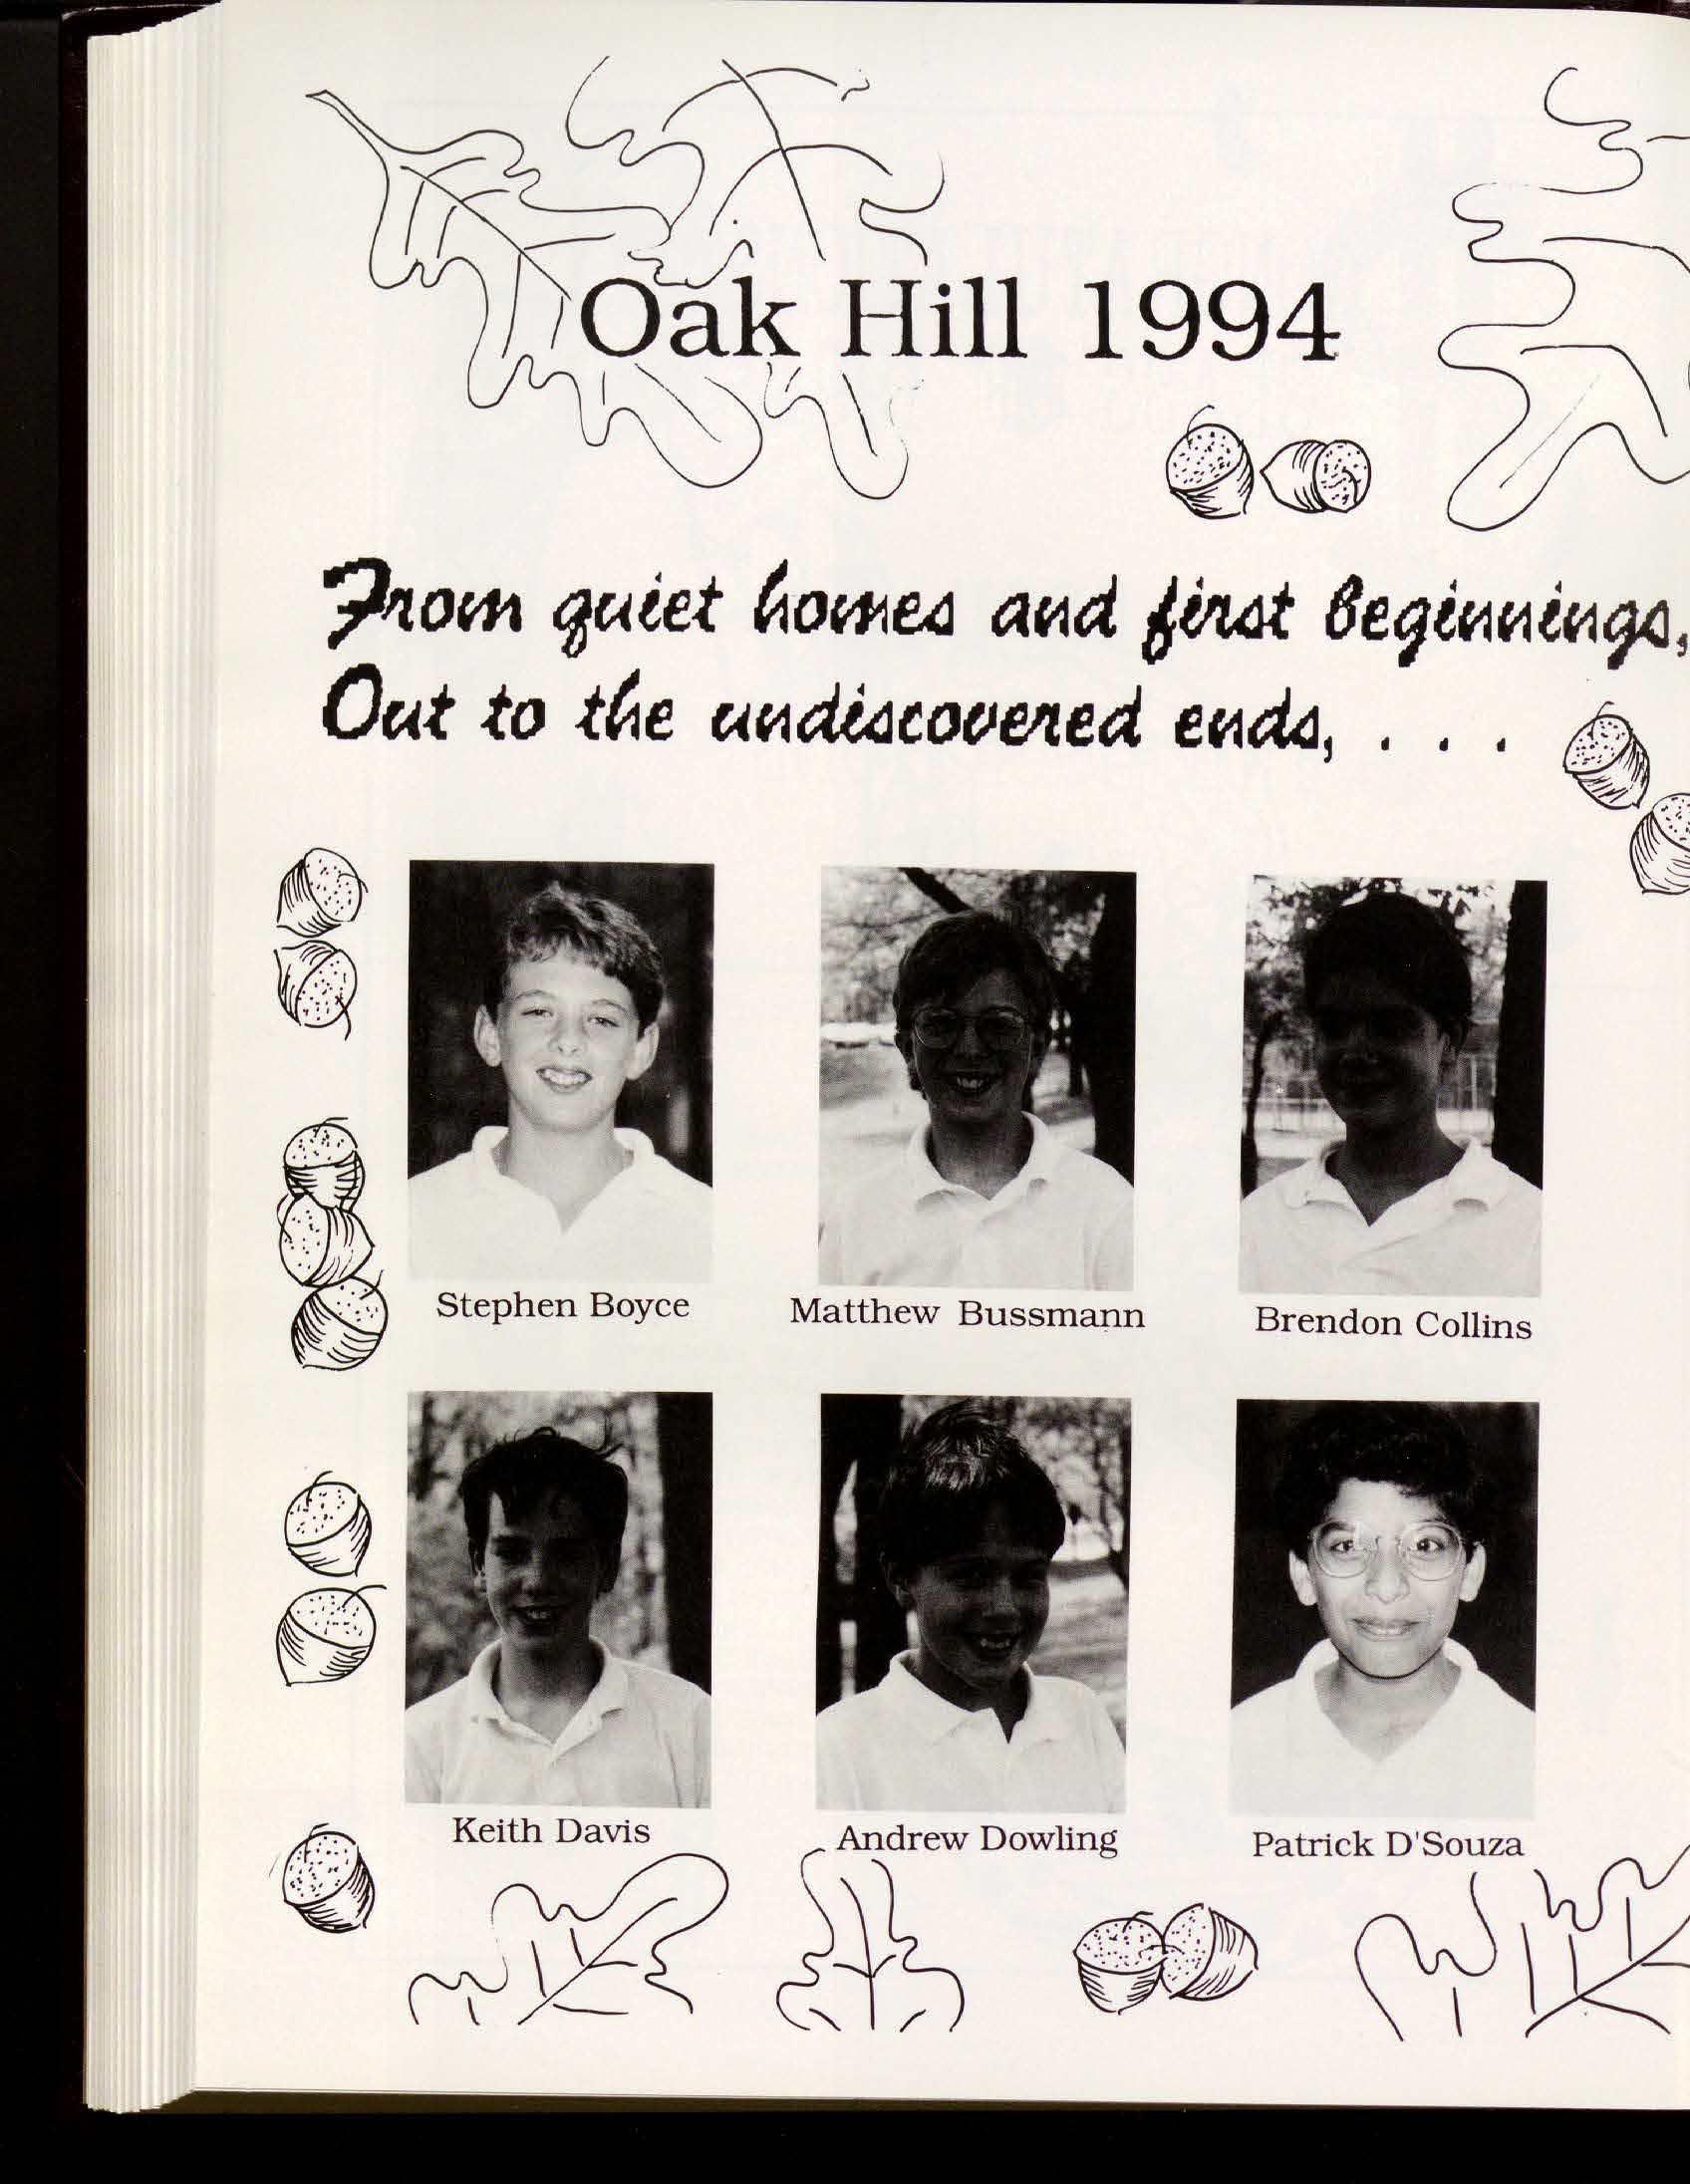 Oak Hill 1994
From quiet homes and first beginnings,
Out to the undiscovered ends, . . .
Stephen Boyce
Matthew Bussmann
Brendon Collins
Keith Davis
Andrew Dowling
Patrick D'Souza